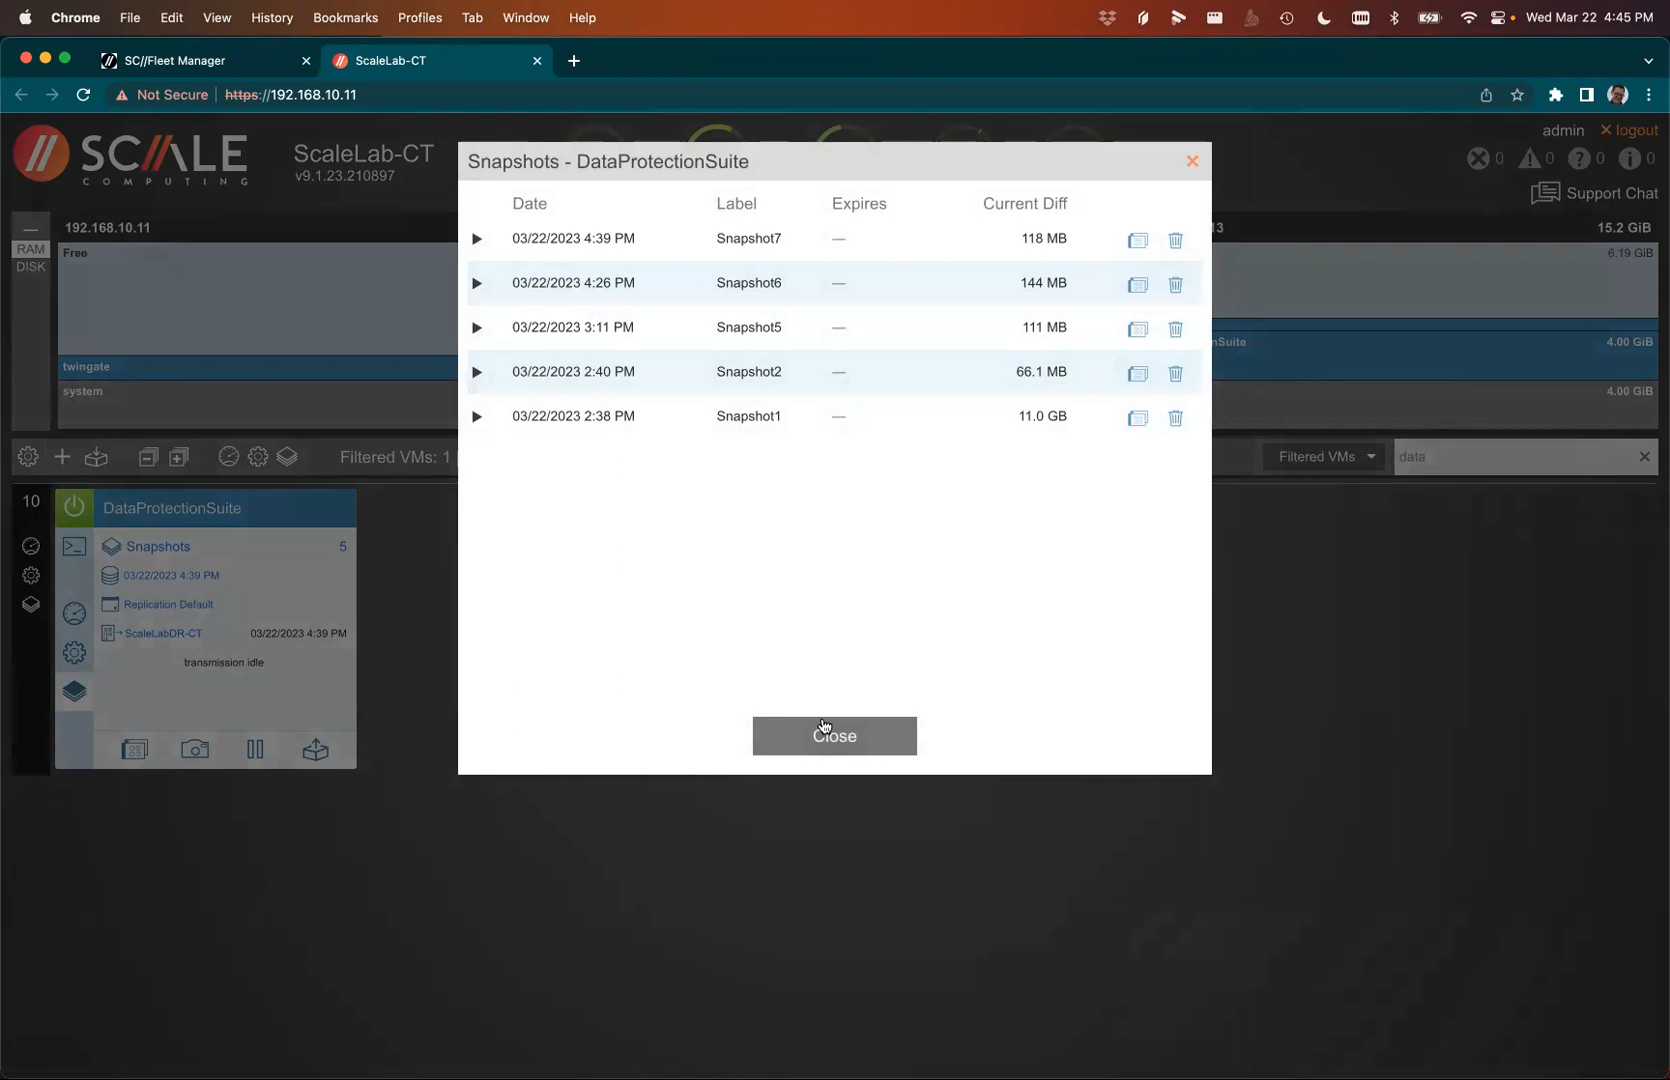 Chrome File Edit View History Bookmarks Profiles Tab Window Help Wed Mar 22 4:45 PM
SC//Fleet Manager ScaleLab-CT
Not Secure https://192.168.10.11
SCALE
COMPUTING
ScaleLab-CT
v9.1.23.210897
admin logout
0 0 0 0
Support Chat
192.168.10.11 13 15.2 GiB
RAM
DISK
Free 6.19 GiB
nSuite 4.00 GiB
twingate
system 4.00 GiB
Snapshots - DataProtectionSuite
Date Label Expires Current Diff
03/22/2023 4:39 PM Snapshot7 — 118 MB
03/22/2023 4:26 PM Snapshot6 — 144 MB
03/22/2023 3:11 PM Snapshot5 — 111 MB
03/22/2023 2:40 PM Snapshot2 — 66.1 MB
03/22/2023 2:38 PM Snapshot1 — 11.0 GB
Close
Filtered VMs: 1 Filtered VMs data
10
DataProtectionSuite
Snapshots 5
03/22/2023 4:39 PM
Replication Default
ScaleLabDR-CT 03/22/2023 4:39 PM
transmission idle